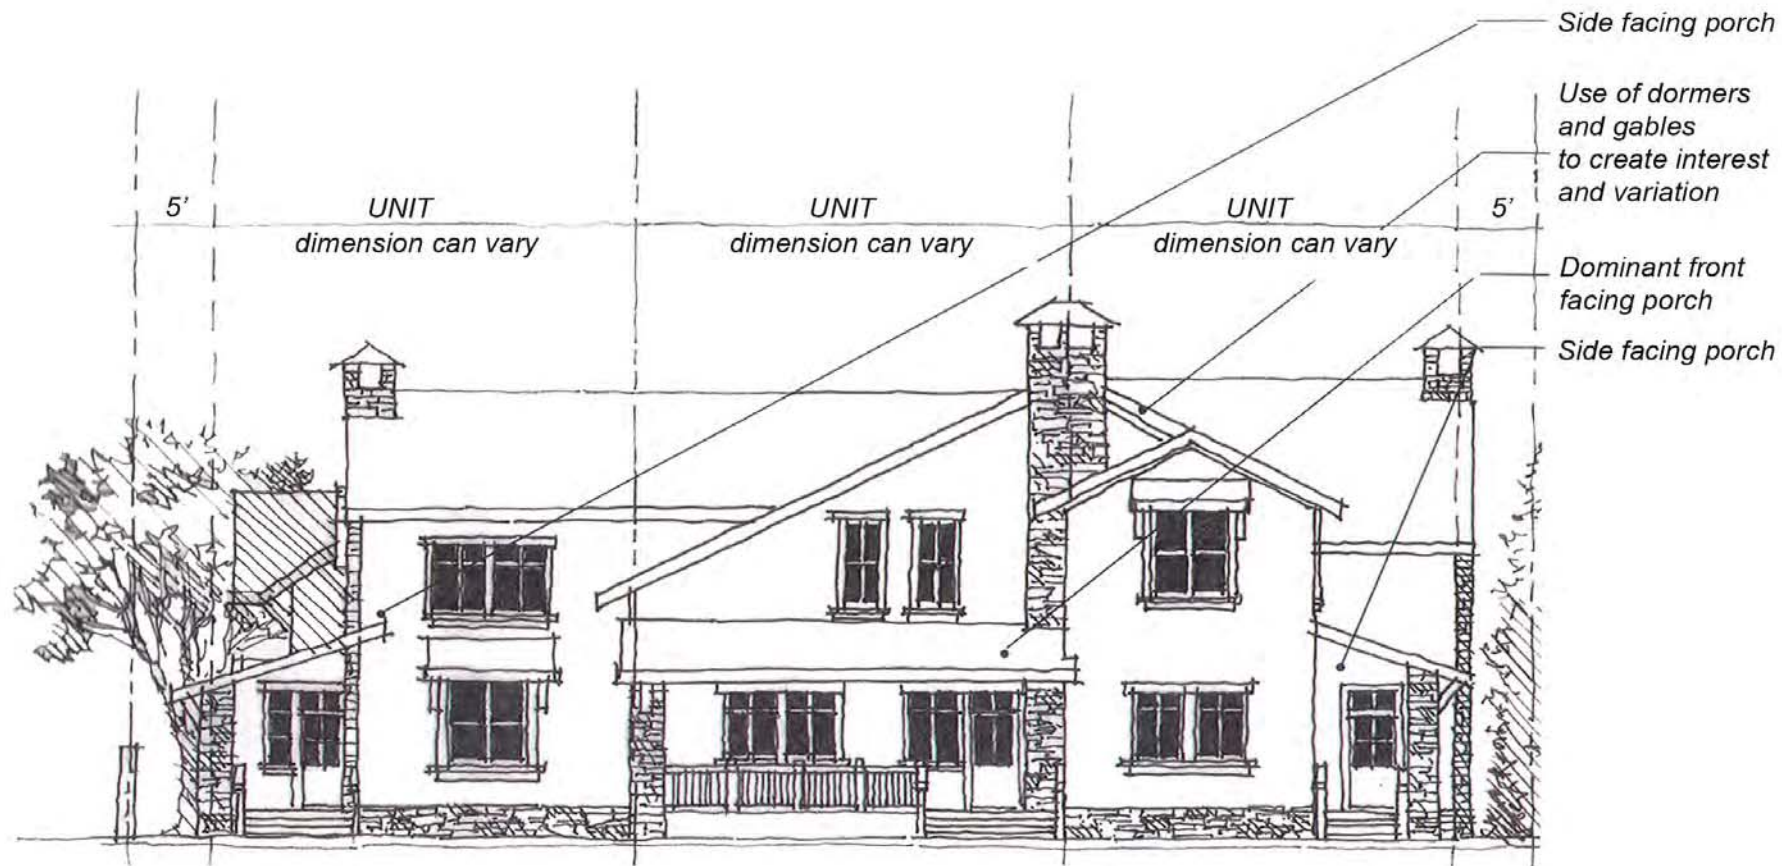 Side facing porch
Use of dormers
and gables
to create interest
and variation
5'
UNIT
dimension can vary
UNIT
dimension can vary
UNIT
dimension can vary
5'
Dominant front
facing porch
Side facing porch